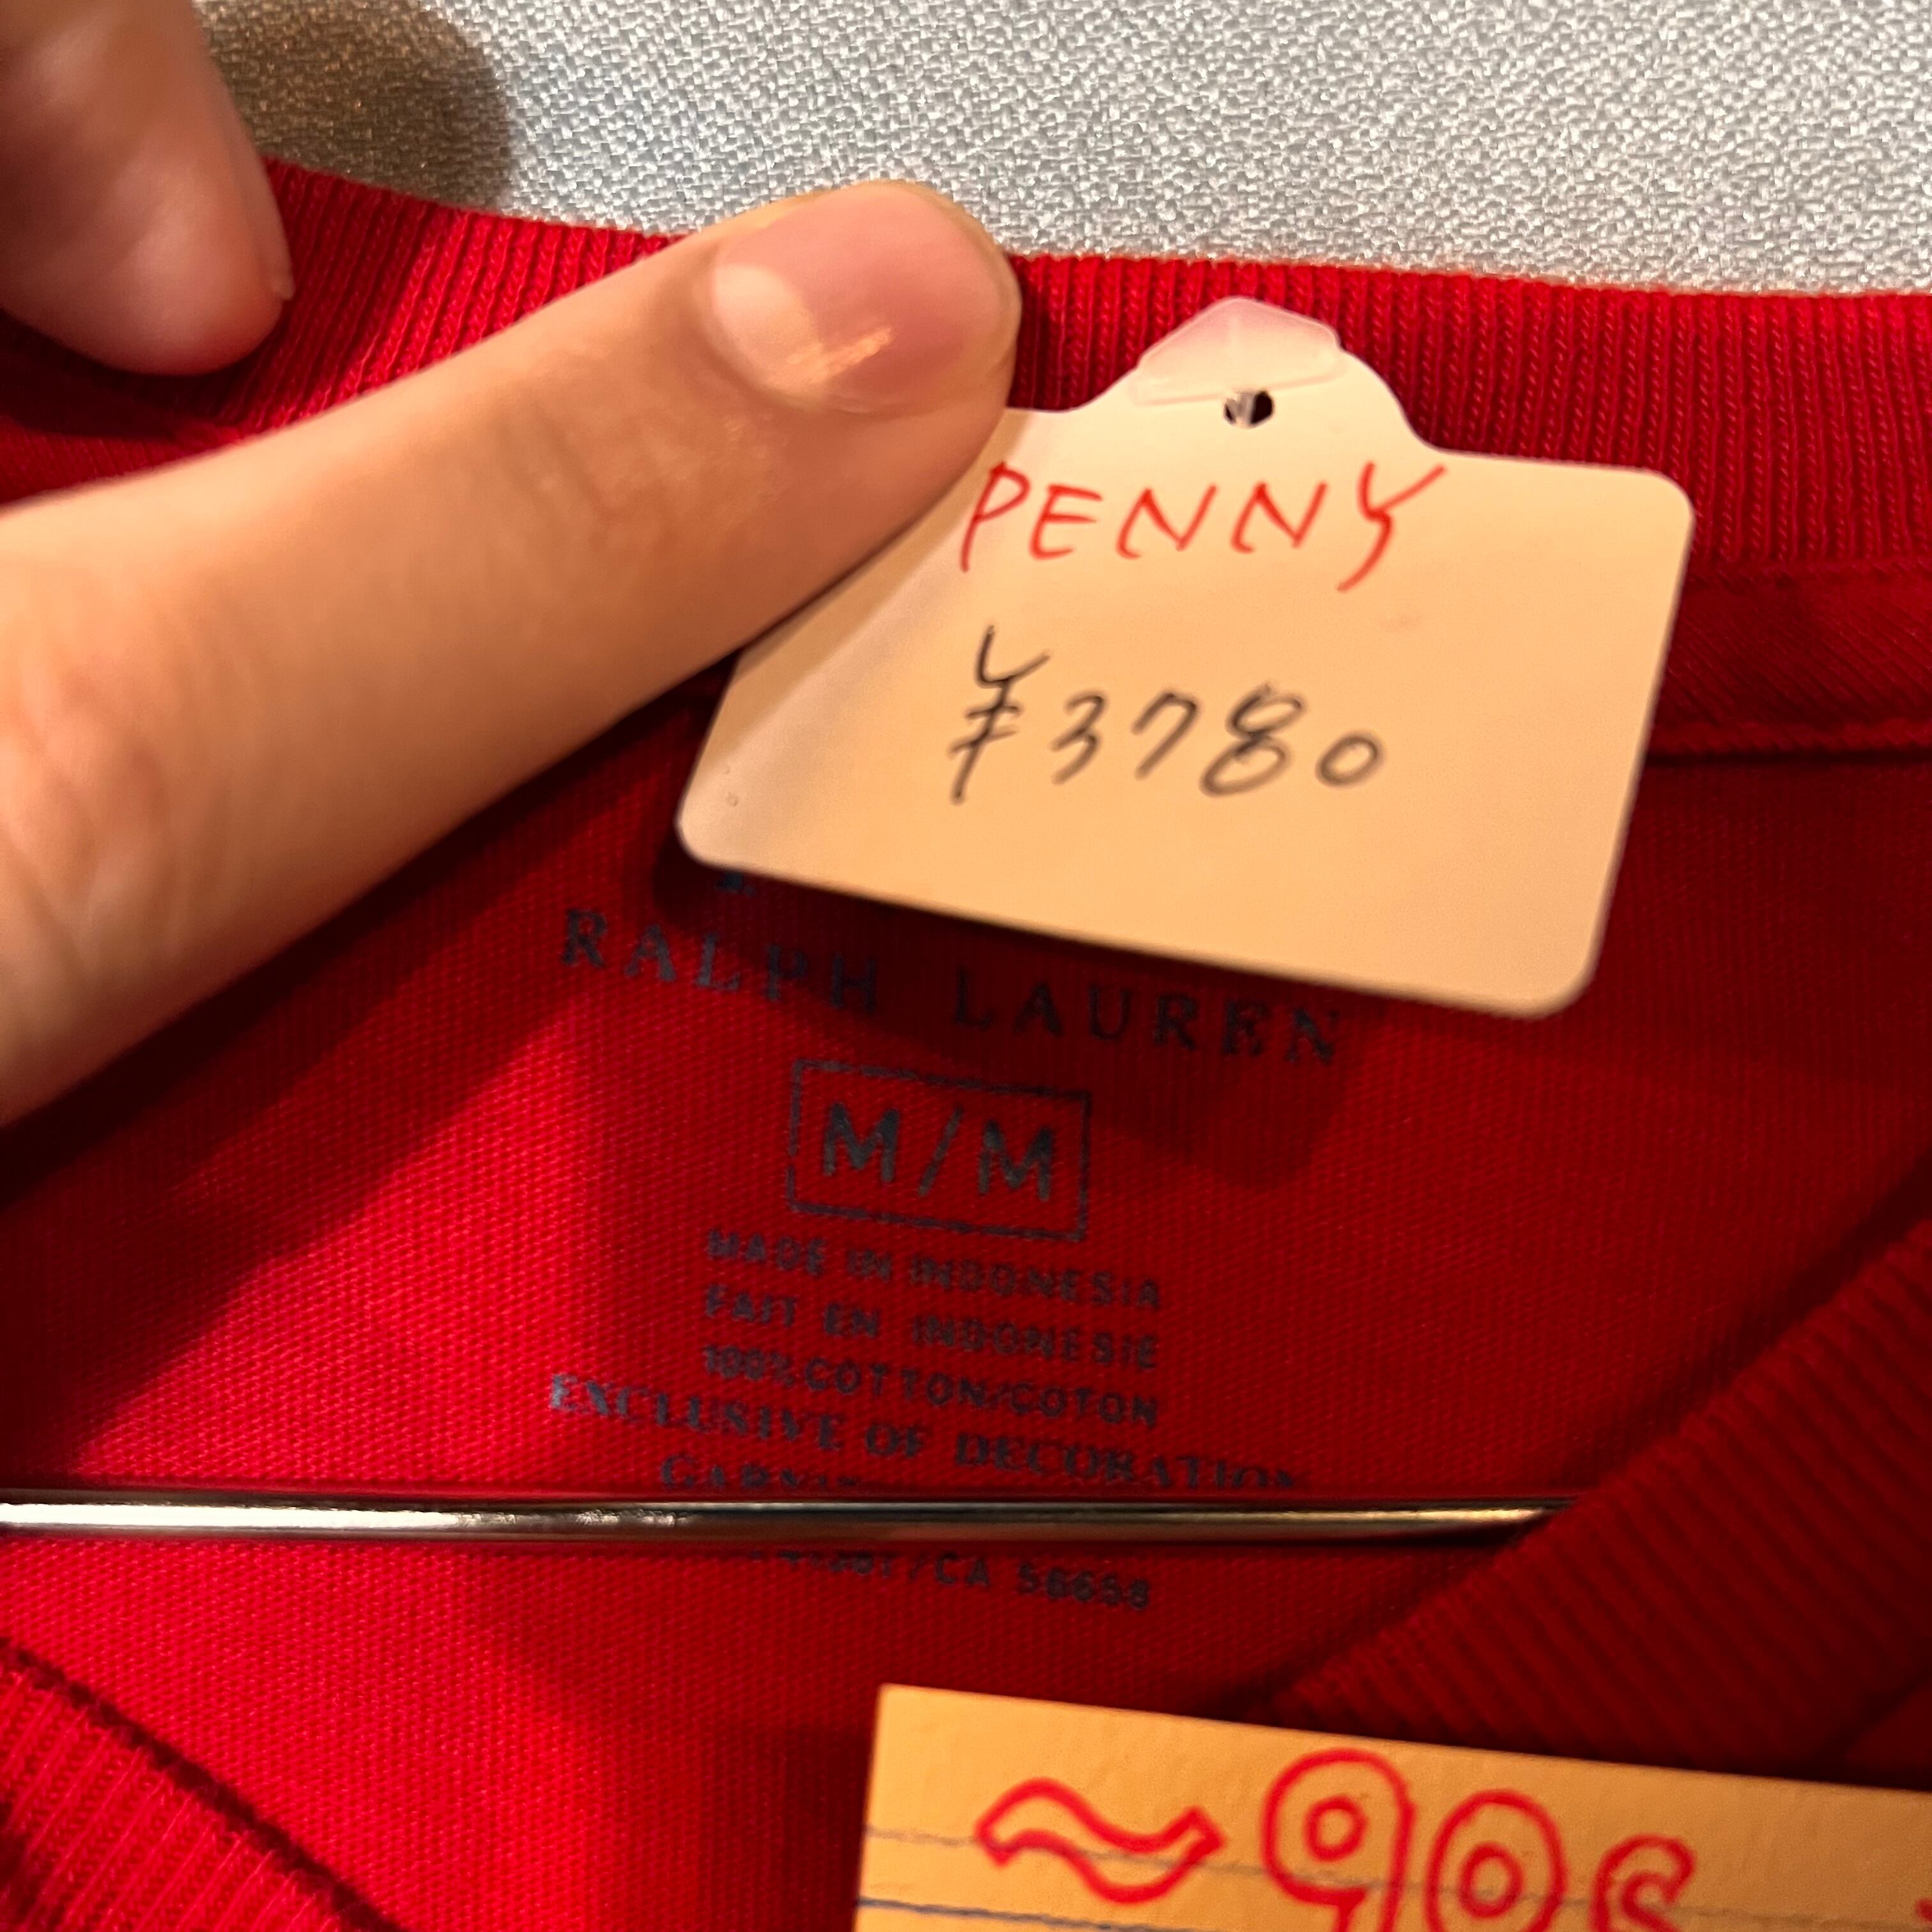 PENNY
¥3780
RALPH LAUREN
M/M
MADE IN INDONESIA
FAIT EN INDONESIE
100% COTTON/COTON
EXCLUSIVE OF DECORATION
/CA 56658
~90s